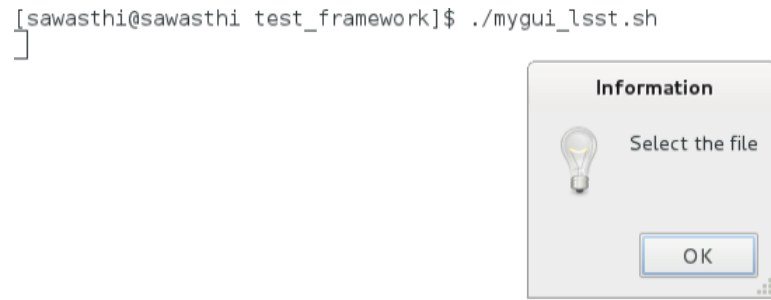 [sawasthi@sawasthi test_framework]$ ./mygui_lsst.sh
Information
Select the file
OK